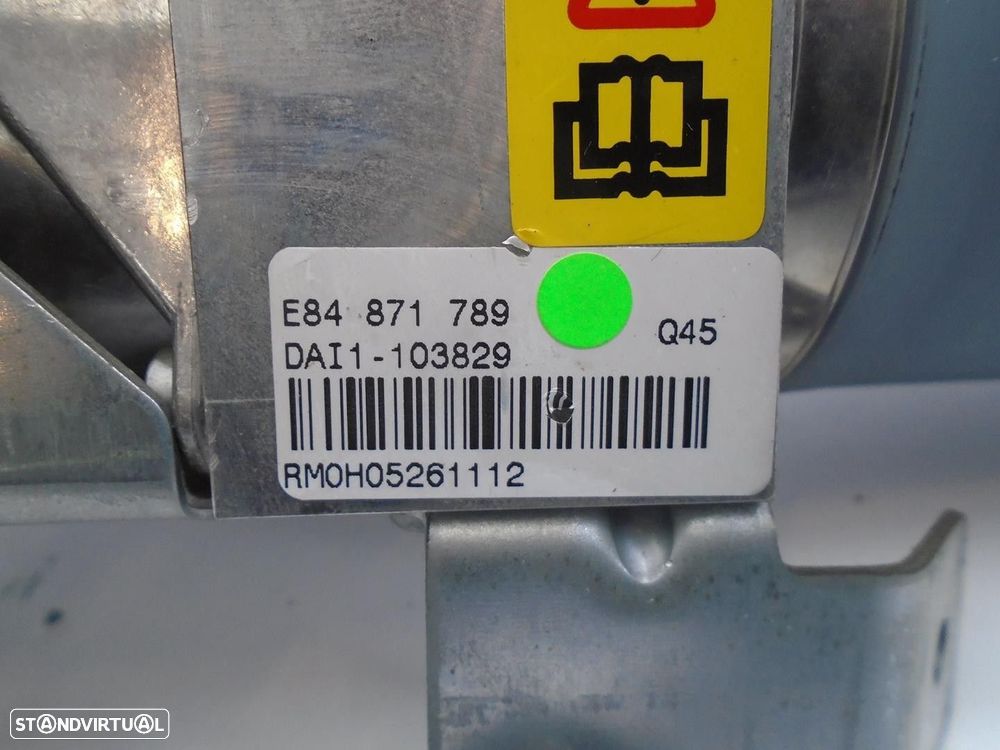 E84 871 789
Q45
DAI1-103829
RM0H05261112
STANDVIRTUAL